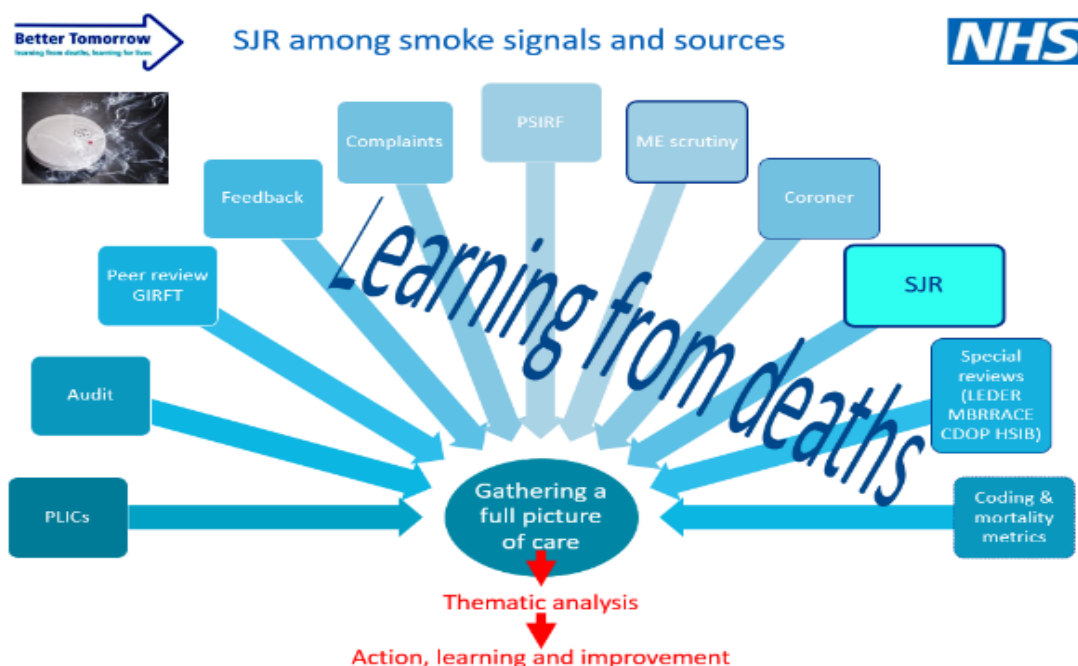 Better Tomorrow
learning from deaths, learning for lives
SJR among smoke signals and sources
NHS
PLICs
Audit
Peer review
GIRFT
Feedback
Complaints
PSIRF
ME scrutiny
Coroner
SJR
Special
reviews
(LEDER
MBRRACE
CDOP HSIB)
Coding &
mortality
metrics
Learning from deaths
Gathering a
full picture
of care
Thematic analysis
Action, learning and improvement